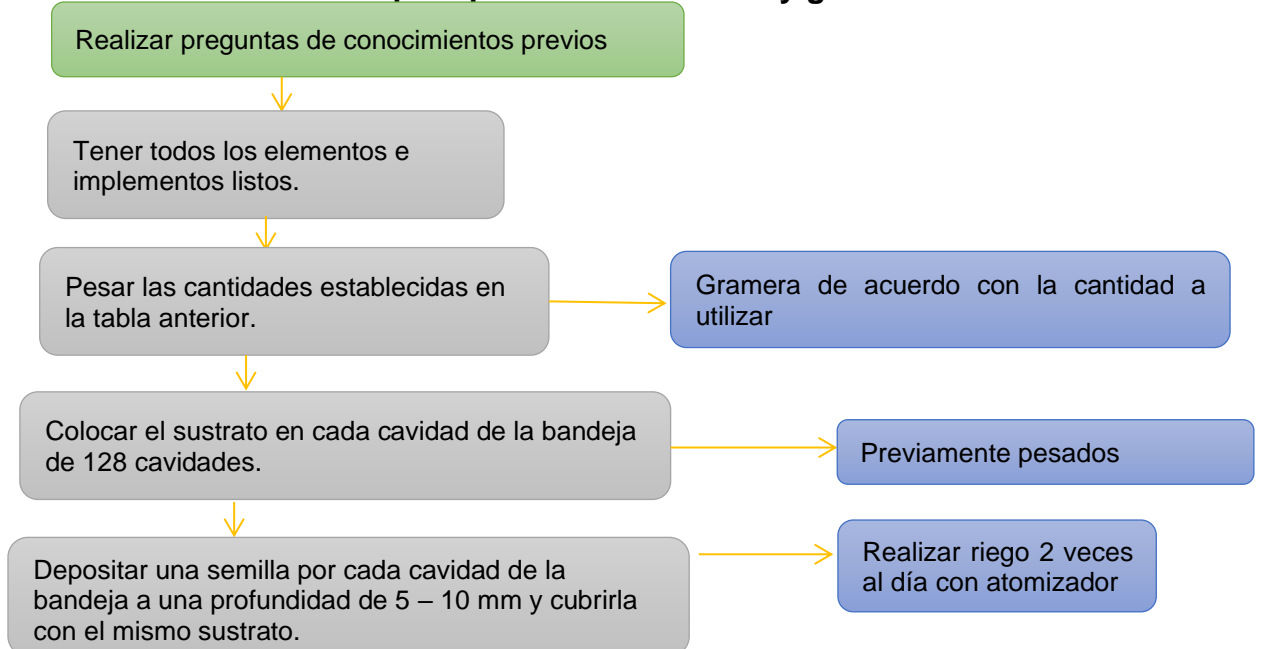 Realizar preguntas de conocimientos previos
Tener todos los elementos e
implementos listos.
Pesar las cantidades establecidas en
la tabla anterior.
Gramera de acuerdo con la cantidad a
utilizar
Colocar el sustrato en cada cavidad de la bandeja
de 128 cavidades.
Previamente pesados
Depositar una semilla por cada cavidad de la
bandeja a una profundidad de 5 – 10 mm y cubrirla
con el mismo sustrato.
Realizar riego 2 veces
al día con atomizador